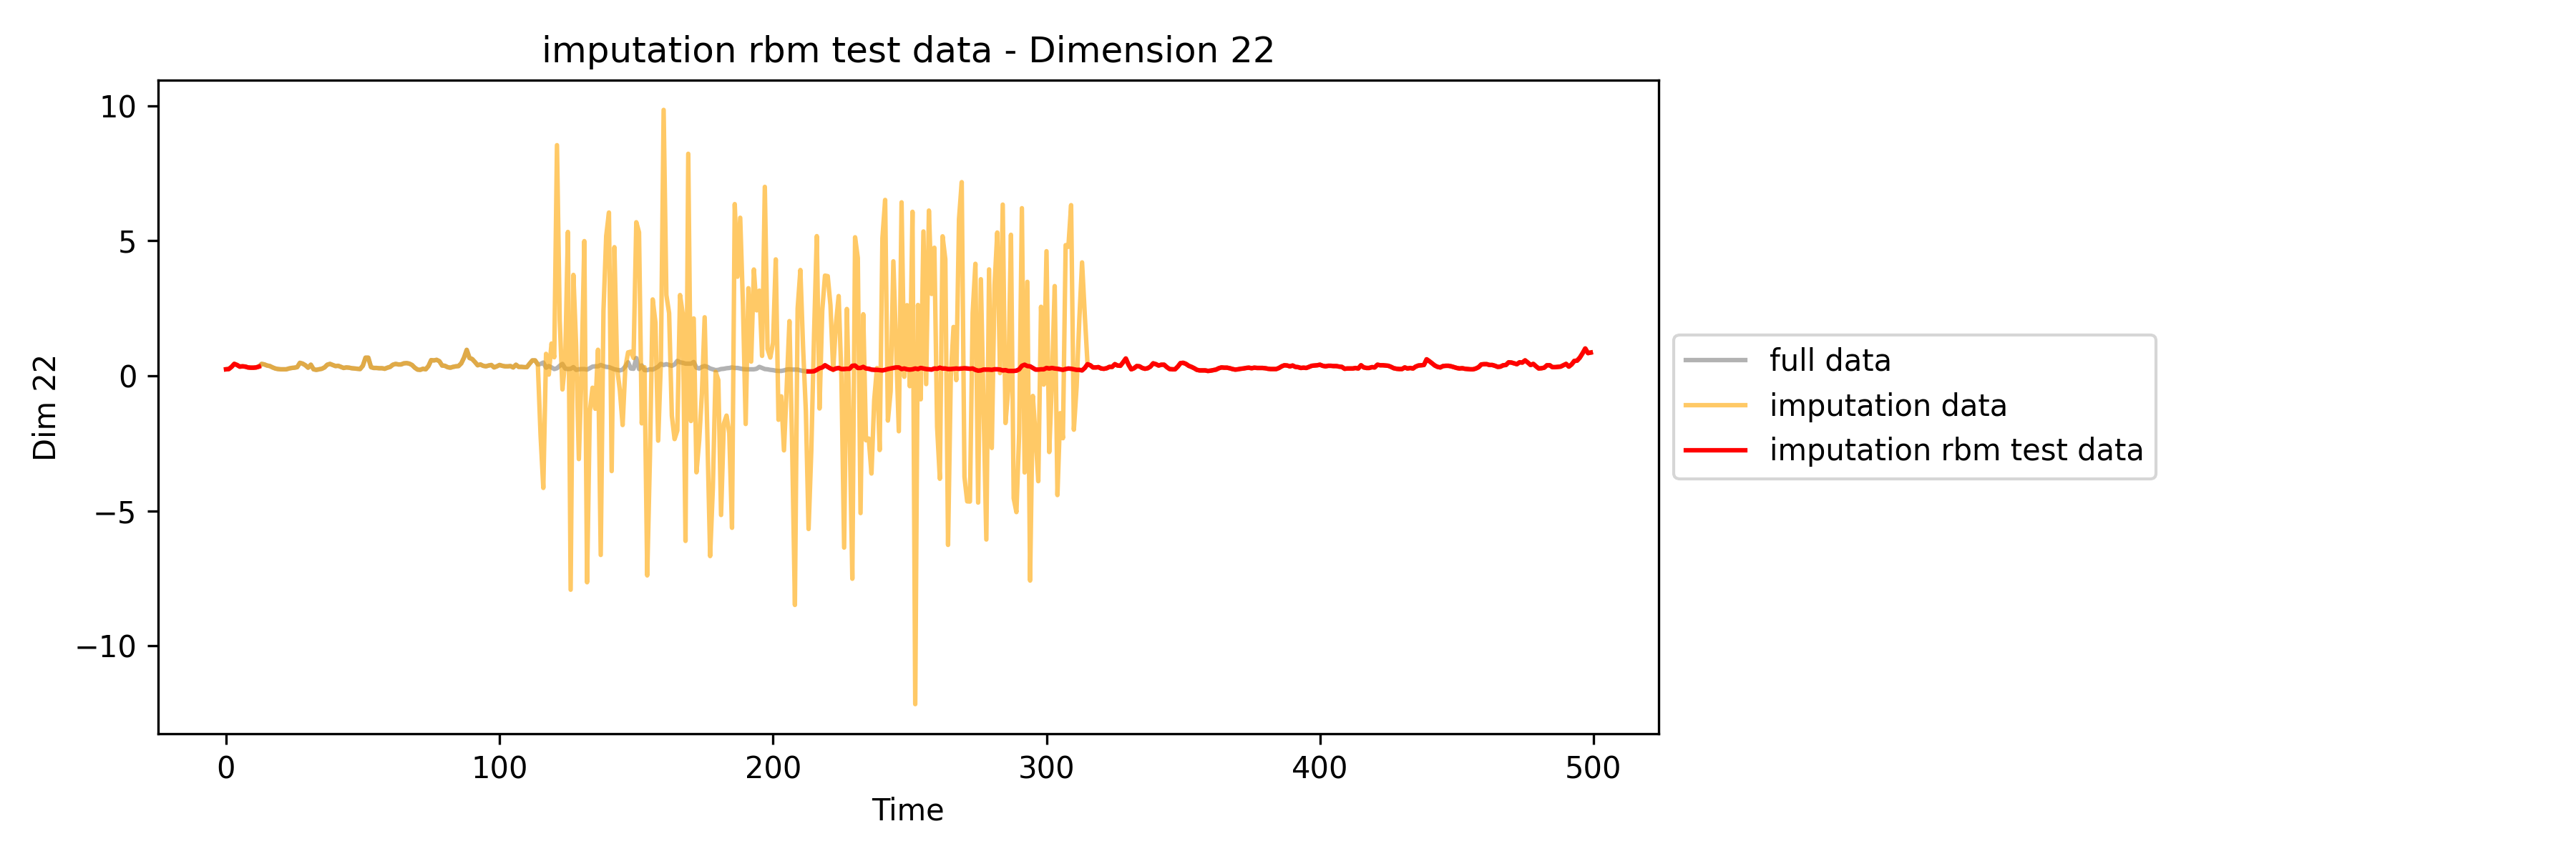 imputation rbm test data - Dimension 22
10
5
0
−5
−10
Dim 22
0 100 200 300 400 500
Time
full data
imputation data
imputation rbm test data